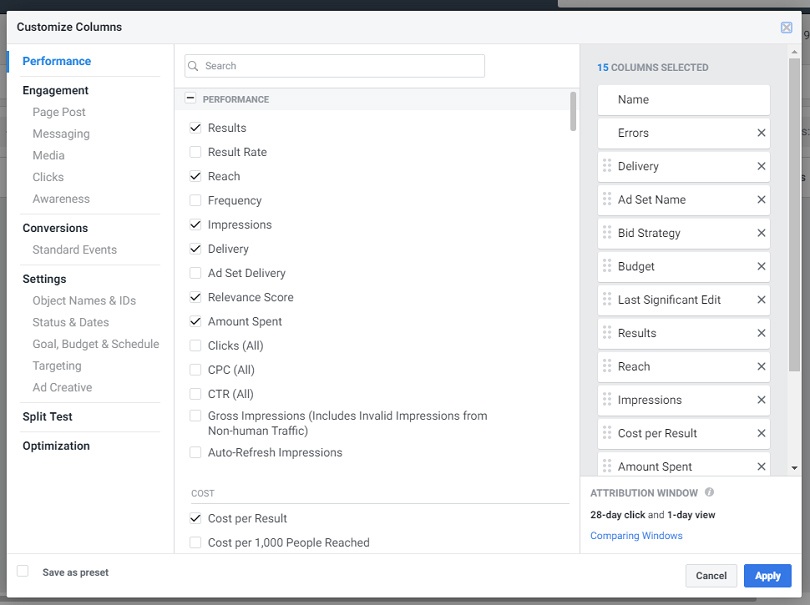 Customize Columns
Performance
Engagement
Page Post
Messaging
Media
Clicks
Awareness
Conversions
Standard Events
Settings
Object Names & IDs
Status & Dates
Goal, Budget & Schedule
Targeting
Ad Creative
Split Test
Optimization
Search
PERFORMANCE
Results
Result Rate
Reach
Frequency
Impressions
Delivery
Ad Set Delivery
Relevance Score
Amount Spent
Clicks (All)
CPC (All)
CTR (All)
Gross Impressions (Includes Invalid Impressions from
Non-human Traffic)
Auto-Refresh Impressions
COST
Cost per Result
Cost per 1,000 People Reached
15 COLUMNS SELECTED
Name
Errors
Delivery
Ad Set Name
Bid Strategy
Budget
Last Significant Edit
Results
Reach
Impressions
Cost per Result
Amount Spent
ATTRIBUTION WINDOW
28-day click and 1-day view
Comparing Windows
Save as preset
Cancel
Apply